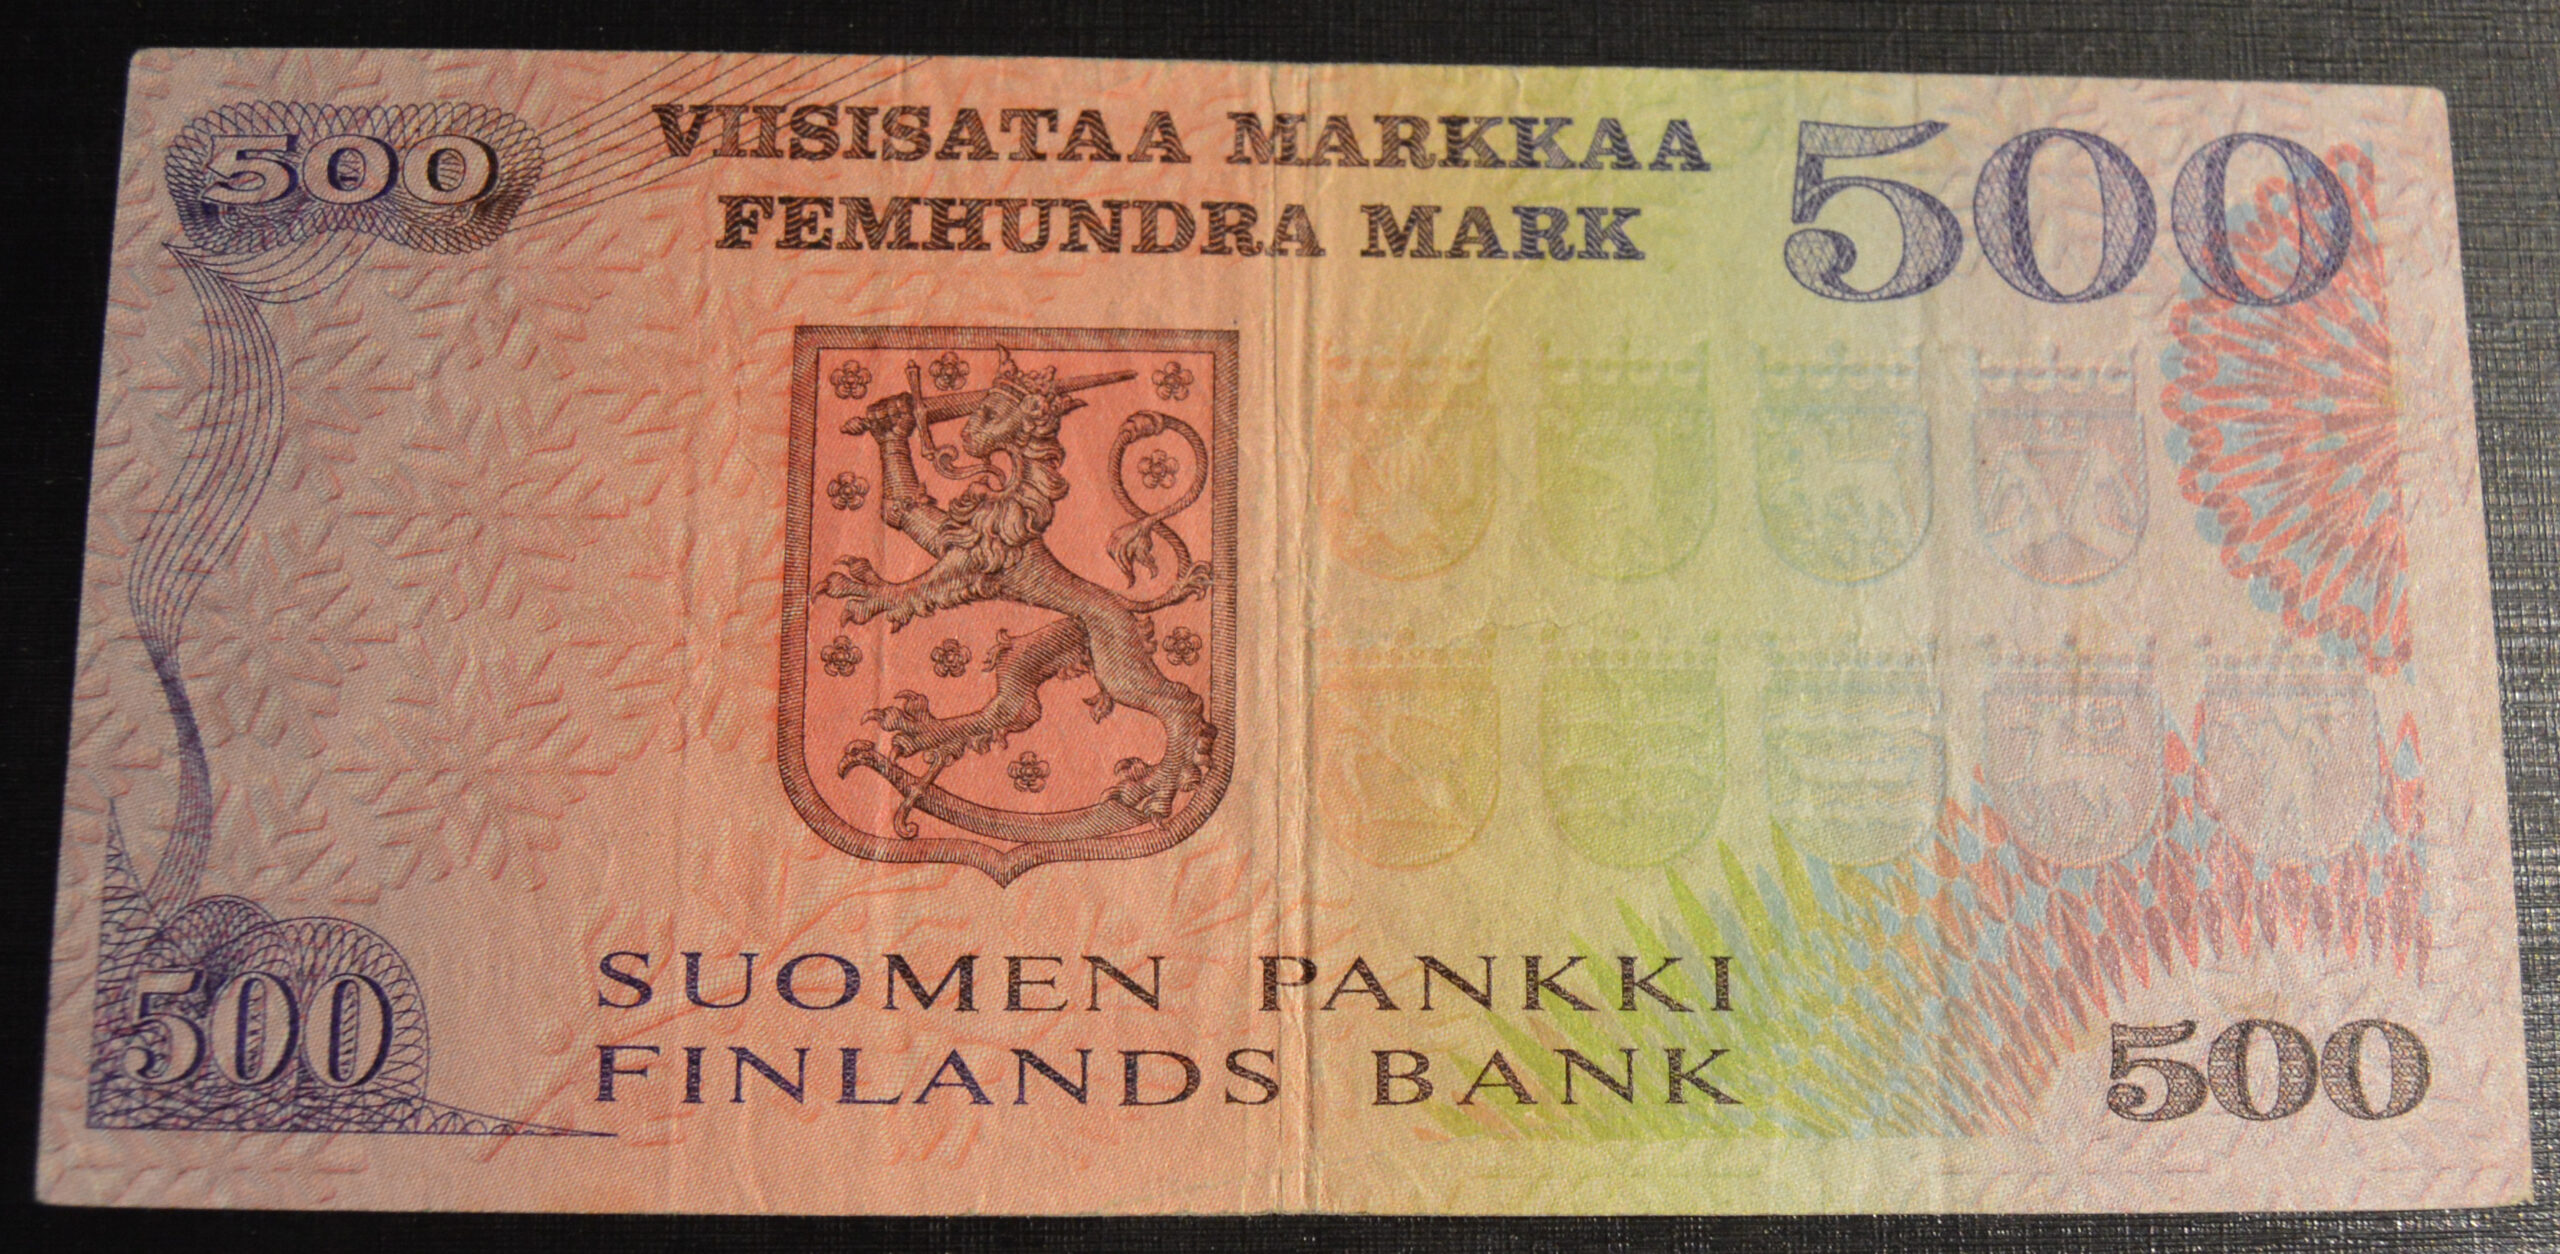 500
VIISISATAA MARKKAA
FEMHUNDRA MARK
500
SUOMEN PANKKI
FINLANDS BANK
500
500